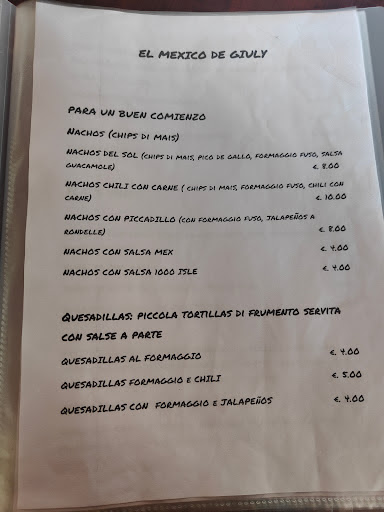 EL MEXICO DE GIULY
PARA UN BUEN COMIENZO
NACHOS (CHIPS DI MAIS)
NACHOS DEL SOL (CHIPS DI MAIS, PICO DE GALLO, FORMAGGIO FUSO, SALSA
GUACAMOLE) €. 8.00
NACHOS CHILI CON CARNE ( CHIPS DI MAIS, FORMAGGIO FUSO, CHILI CON
CARNE) €. 10.00
NACHOS CON PICCADILLO (CON FORMAGGIO FUSO, JALAPEÑOS A
RONDELLE) €. 8.00
NACHOS CON SALSA MEX €. 4.00
NACHOS CON SALSA 1000 ISLE €. 4.00
QUESADILLAS: PICCOLA TORTILLAS DI FRUMENTO SERVITA
CON SALSE A PARTE
QUESADILLAS AL FORMAGGIO €. 4.00
QUESADILLAS FORMAGGIO E CHILI €. 5.00
QUESADILLAS CON FORMAGGIO E JALAPEÑOS €. 4.00